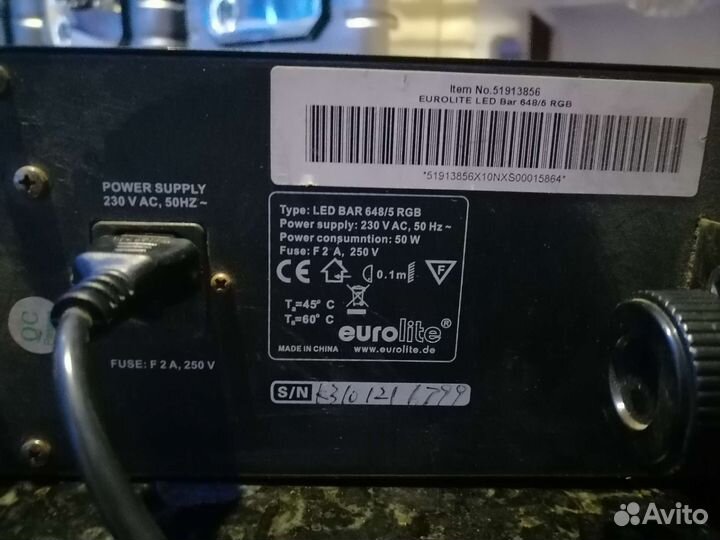 Item No.51913856
EUROLITE LED Bar 648/5 RGB
*51913856X10NXS00015864*
POWER SUPPLY
230 V AC, 50HZ ~
Type: LED BAR 648/5 RGB
Power supply: 230 V AC, 50 Hz ~
Power consumntion: 50 W
Fuse: F 2 A, 250 V
CE 0.1m F
Ta=45° C
Tb=60° C
eurolite®
MADE IN CHINA www.eurolite.de
QC
FUSE: F 2 A, 250 V
S/N
Avito